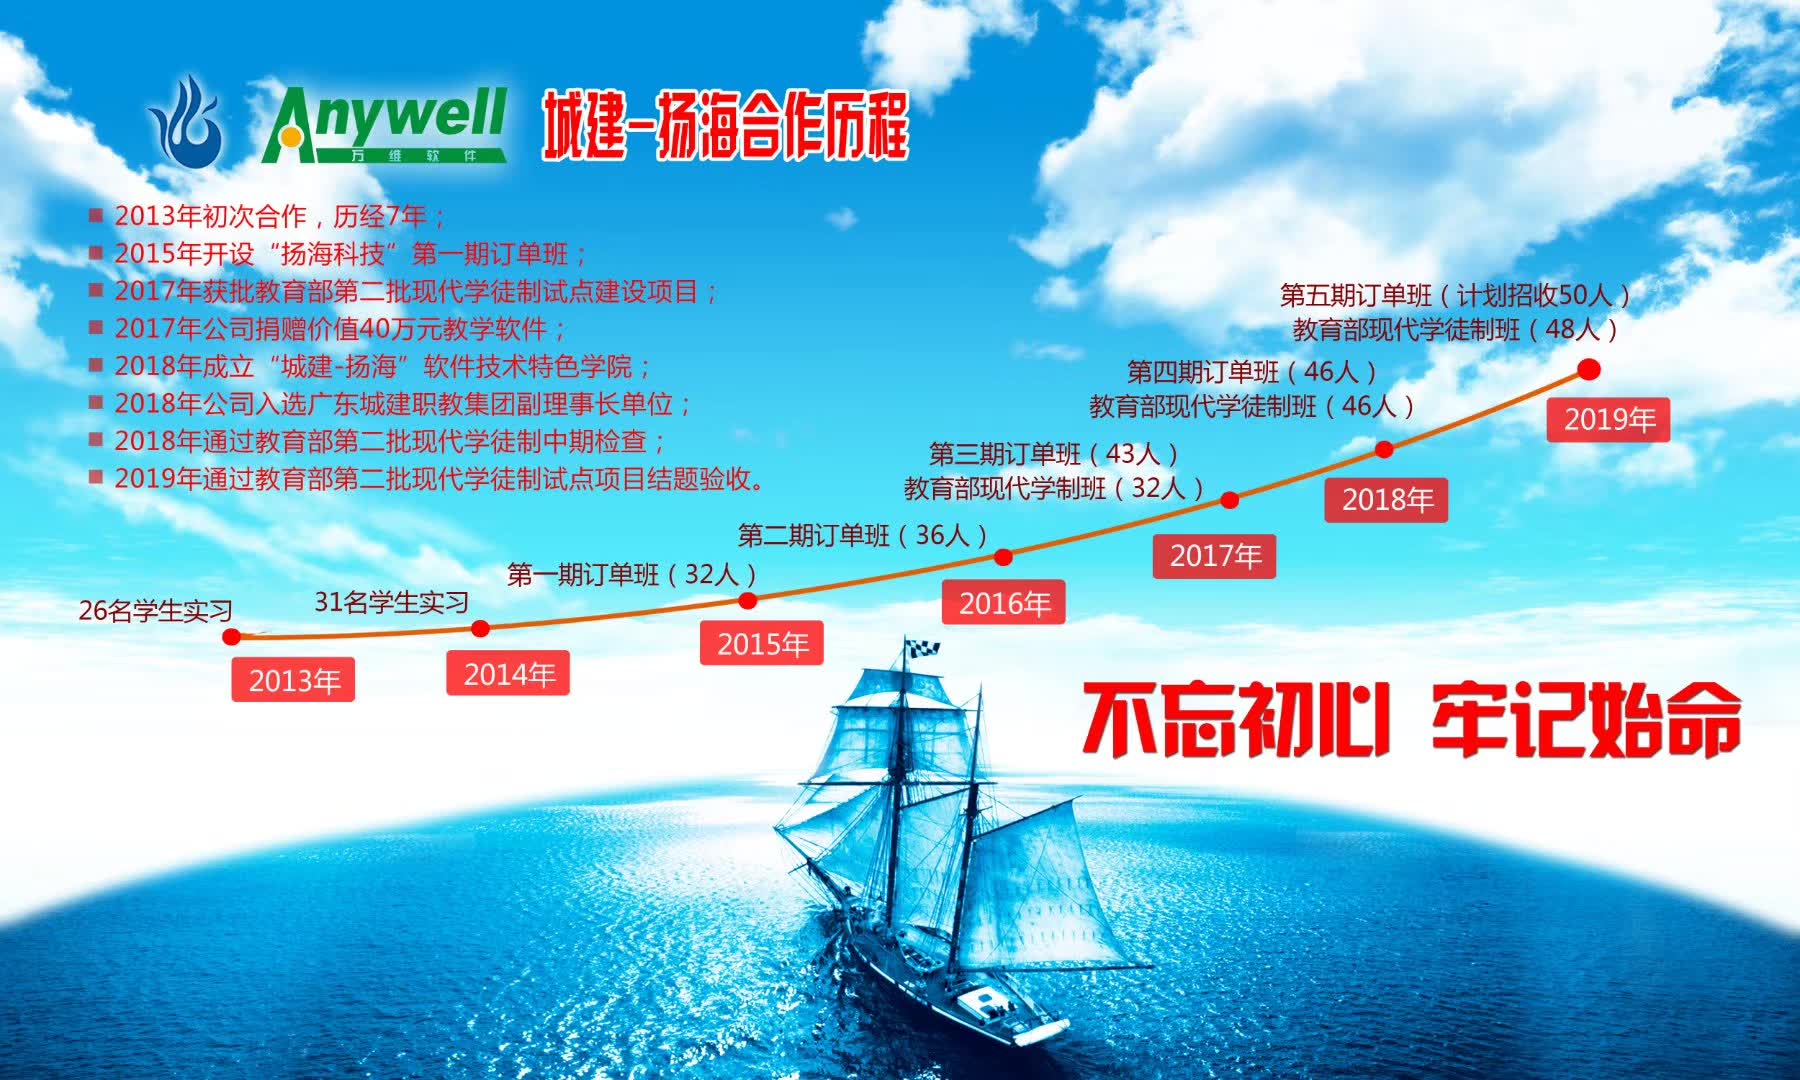 Anywell
万维软件
城建-扬海合作历程
2013年初次合作，历经7年；
2015年开设“扬海科技”第一期订单班；
2017年获批教育部第二批现代学徒制试点建设项目；
2017年公司捐赠价值40万元教学软件；
2018年成立“城建-扬海”软件技术特色学院；
2018年公司入选广东城建职教集团副理事长单位；
2018年通过教育部第二批现代学徒制中期检查；
2019年通过教育部第二批现代学徒制试点项目结题验收。
26名学生实习
2013年
31名学生实习
2014年
第一期订单班（32人）
2015年
第二期订单班（36人）
2016年
第三期订单班（43人）
教育部现代学制班（32人）
2017年
第四期订单班（46人）
教育部现代学徒制班（46人）
2018年
第五期订单班（计划招收50人）
教育部现代学徒制班（48人）
2019年
不忘初心 牢记始命